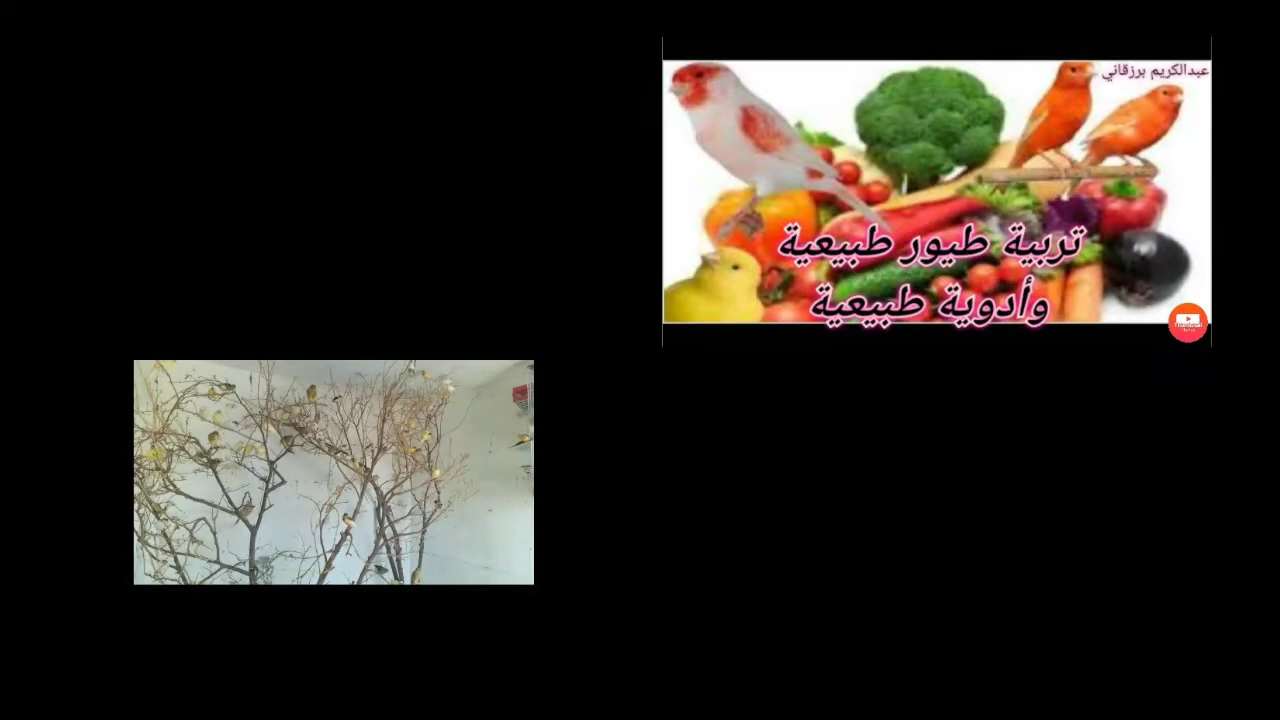 عبدالكريم برزقاني
تربية طيور طبيعية
وأدوية طبيعية